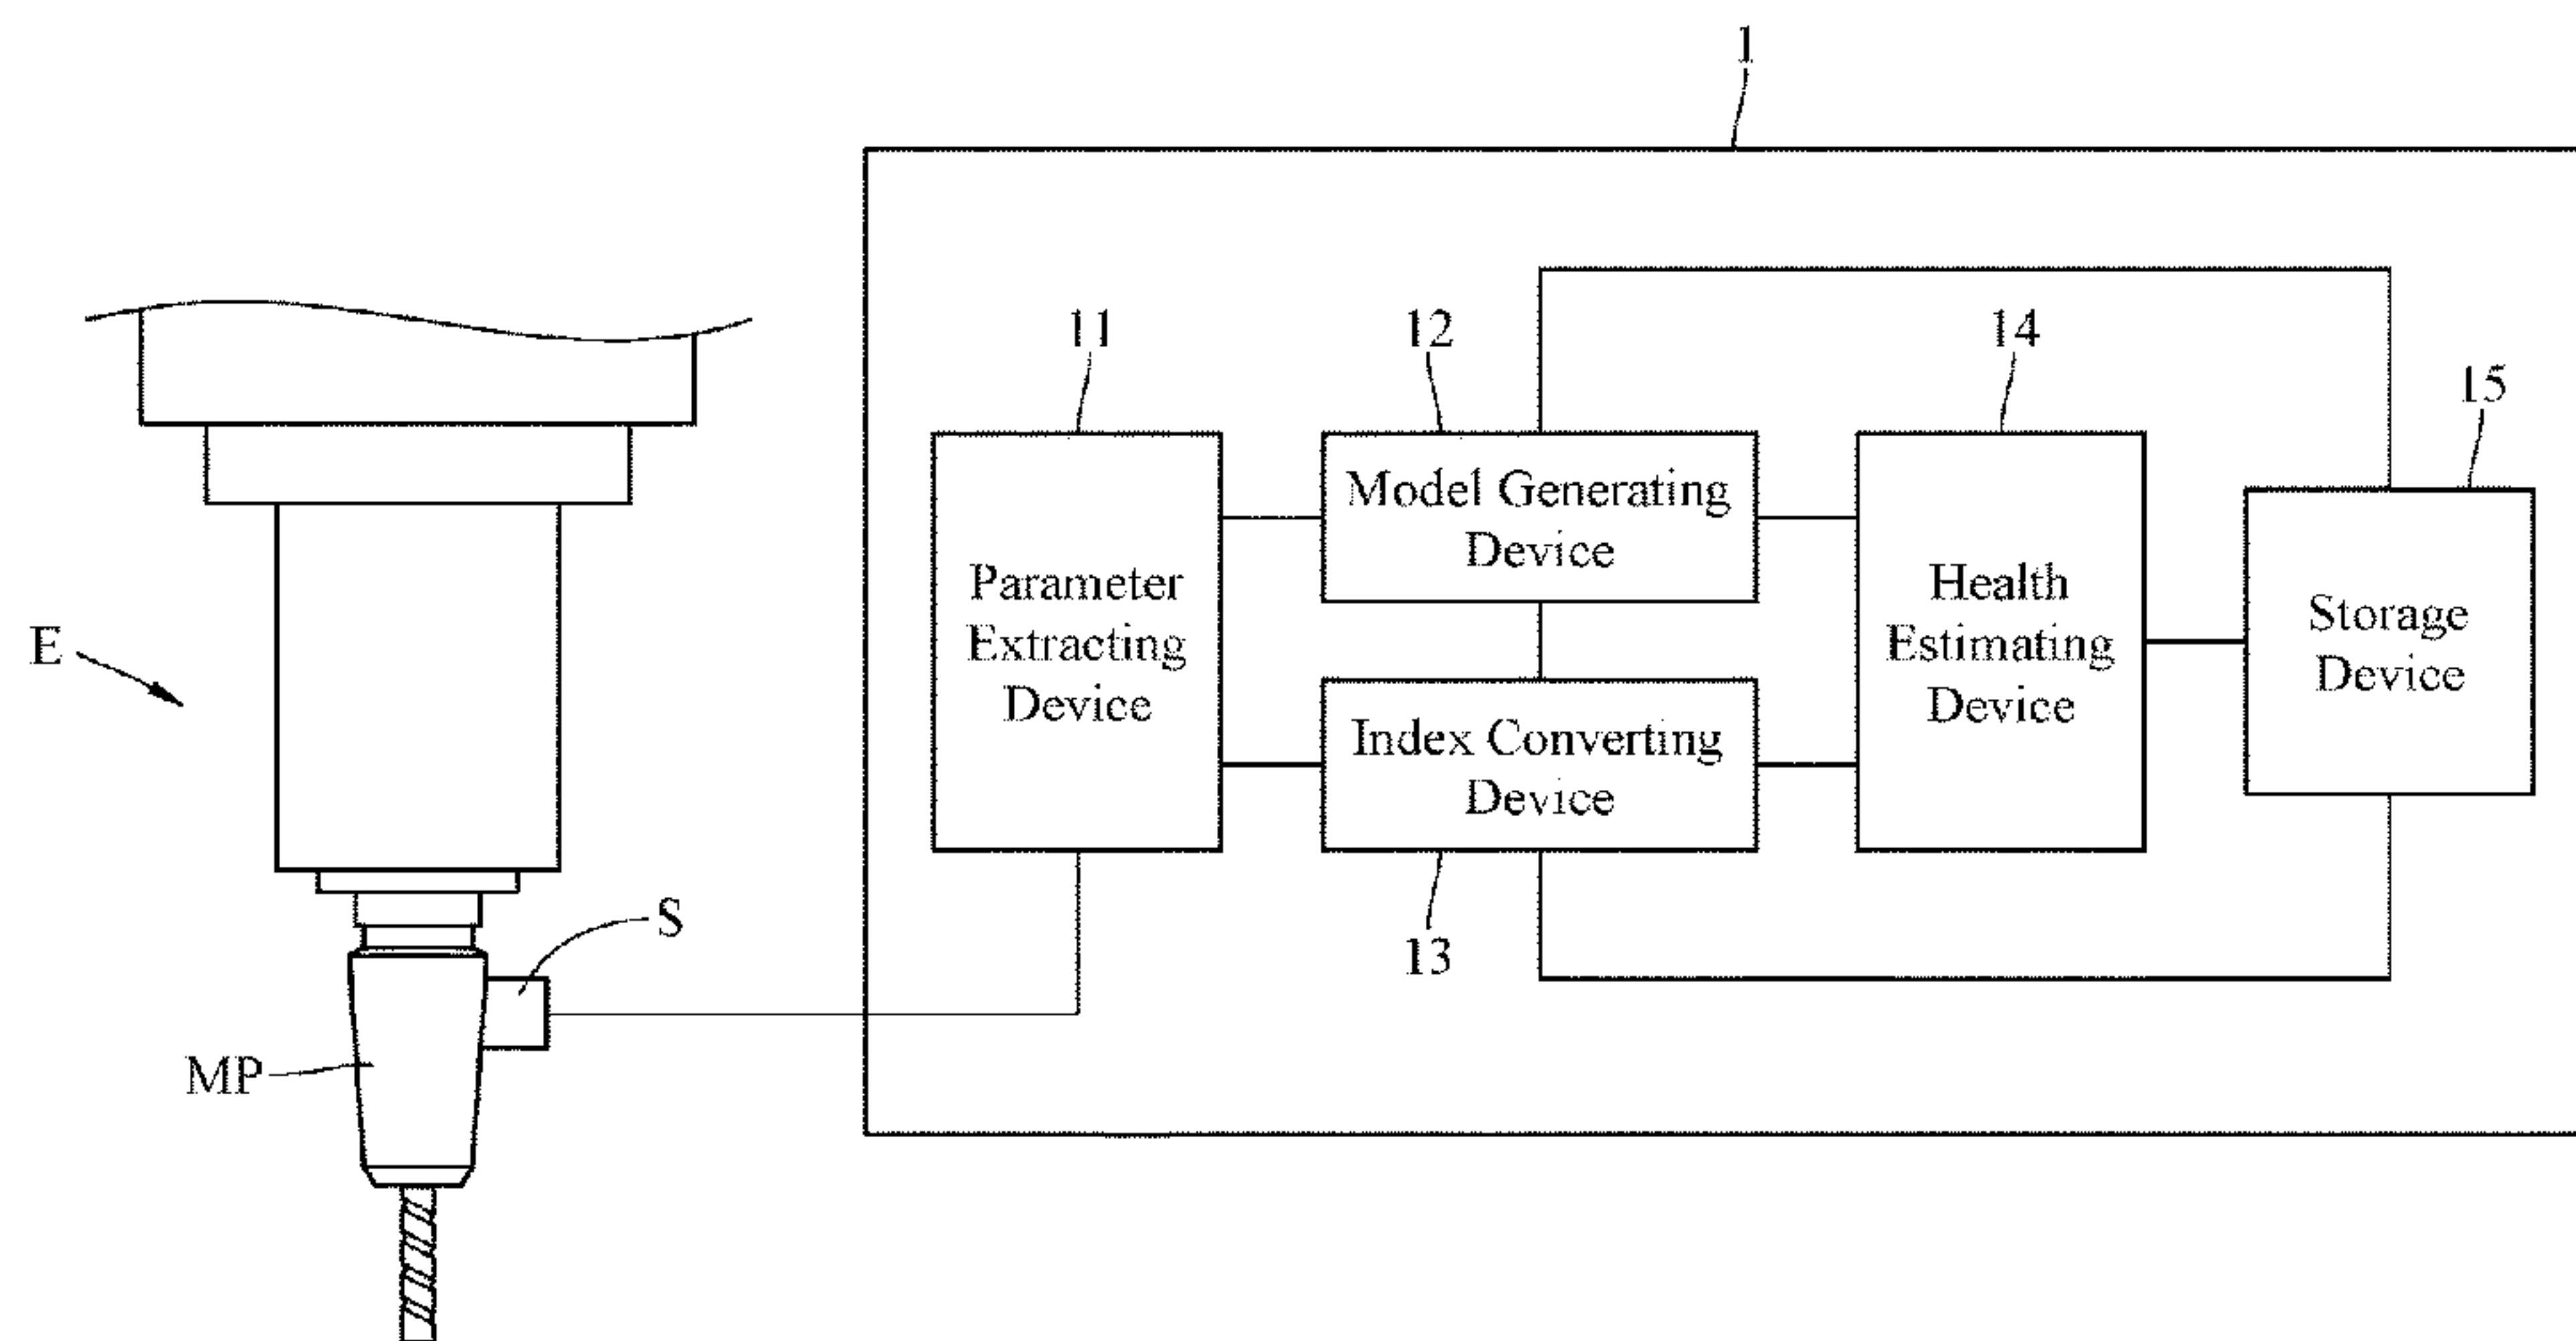 1
11
12
14
15
Model Generating
Device
Parameter
Extracting
Device
Health
Estimating
Device
Storage
Device
E
Index Converting
Device
S
13
MP